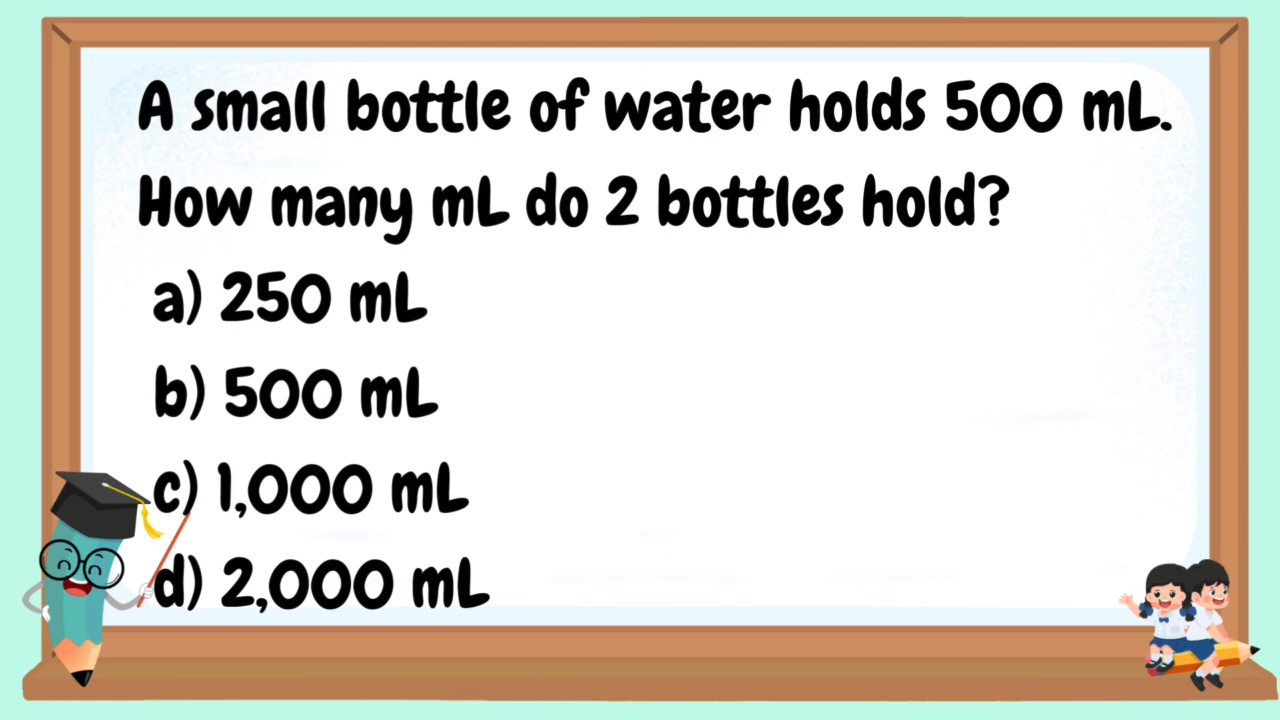 A small bottle of water holds 500 mL.
How many mL do 2 bottles hold?
a) 250 mL
b) 500 mL
c) 1,000 mL
d) 2,000 mL